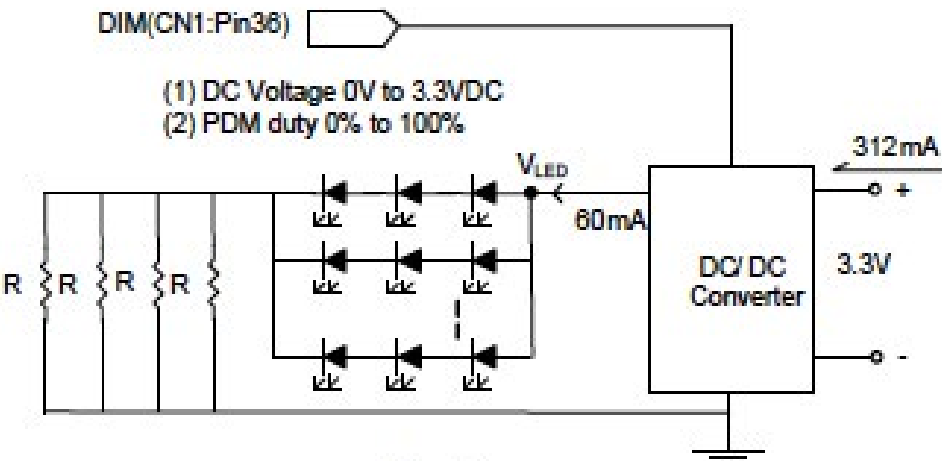 DIM(CN1:Pin36)
(1) DC Voltage 0V to 3.3VDC
(2) PDM duty 0% to 100%
VLED
312mA
+
60mA
R R R R
DC/ DC
Converter
3.3V
-